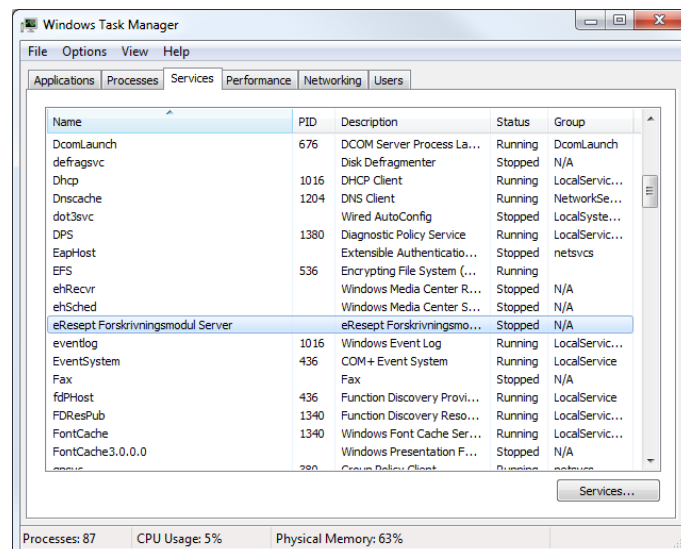 Windows Task Manager
File Options View Help
Applications Processes Services Performance Networking Users
Name PID Description Status Group
DcomLaunch 676 DCOM Server Process La... Running DcomLaunch
defragsvc Disk Defragmenter Stopped N/A
Dhcp 1016 DHCP Client Running LocalServic...
Dnscache 1204 DNS Client Running NetworkSe...
dot3svc Wired AutoConfig Stopped LocalSyste...
DPS 1380 Diagnostic Policy Service Running LocalServic...
EapHost Extensible Authenticatio... Stopped netsvcs
EFS 536 Encrypting File System (... Running
ehRecvr Windows Media Center R... Stopped N/A
ehSched Windows Media Center S... Stopped N/A
eResept Forskrivningsmodul Server eResept Forskrivningsmo... Stopped N/A
eventlog 1016 Windows Event Log Running LocalServic...
EventSystem 436 COM+ Event System Running LocalService
Fax Fax Stopped N/A
fdPHost 436 Function Discovery Provi... Running LocalService
FDResPub 1340 Function Discovery Reso... Running LocalServic...
FontCache 1340 Windows Font Cache Ser... Running LocalServic...
FontCache3.0.0.0 Windows Presentation F... Stopped N/A
gpsvc 380 Group Policy Client Running netsvcs
Services...
Processes: 87 CPU Usage: 5% Physical Memory: 63%